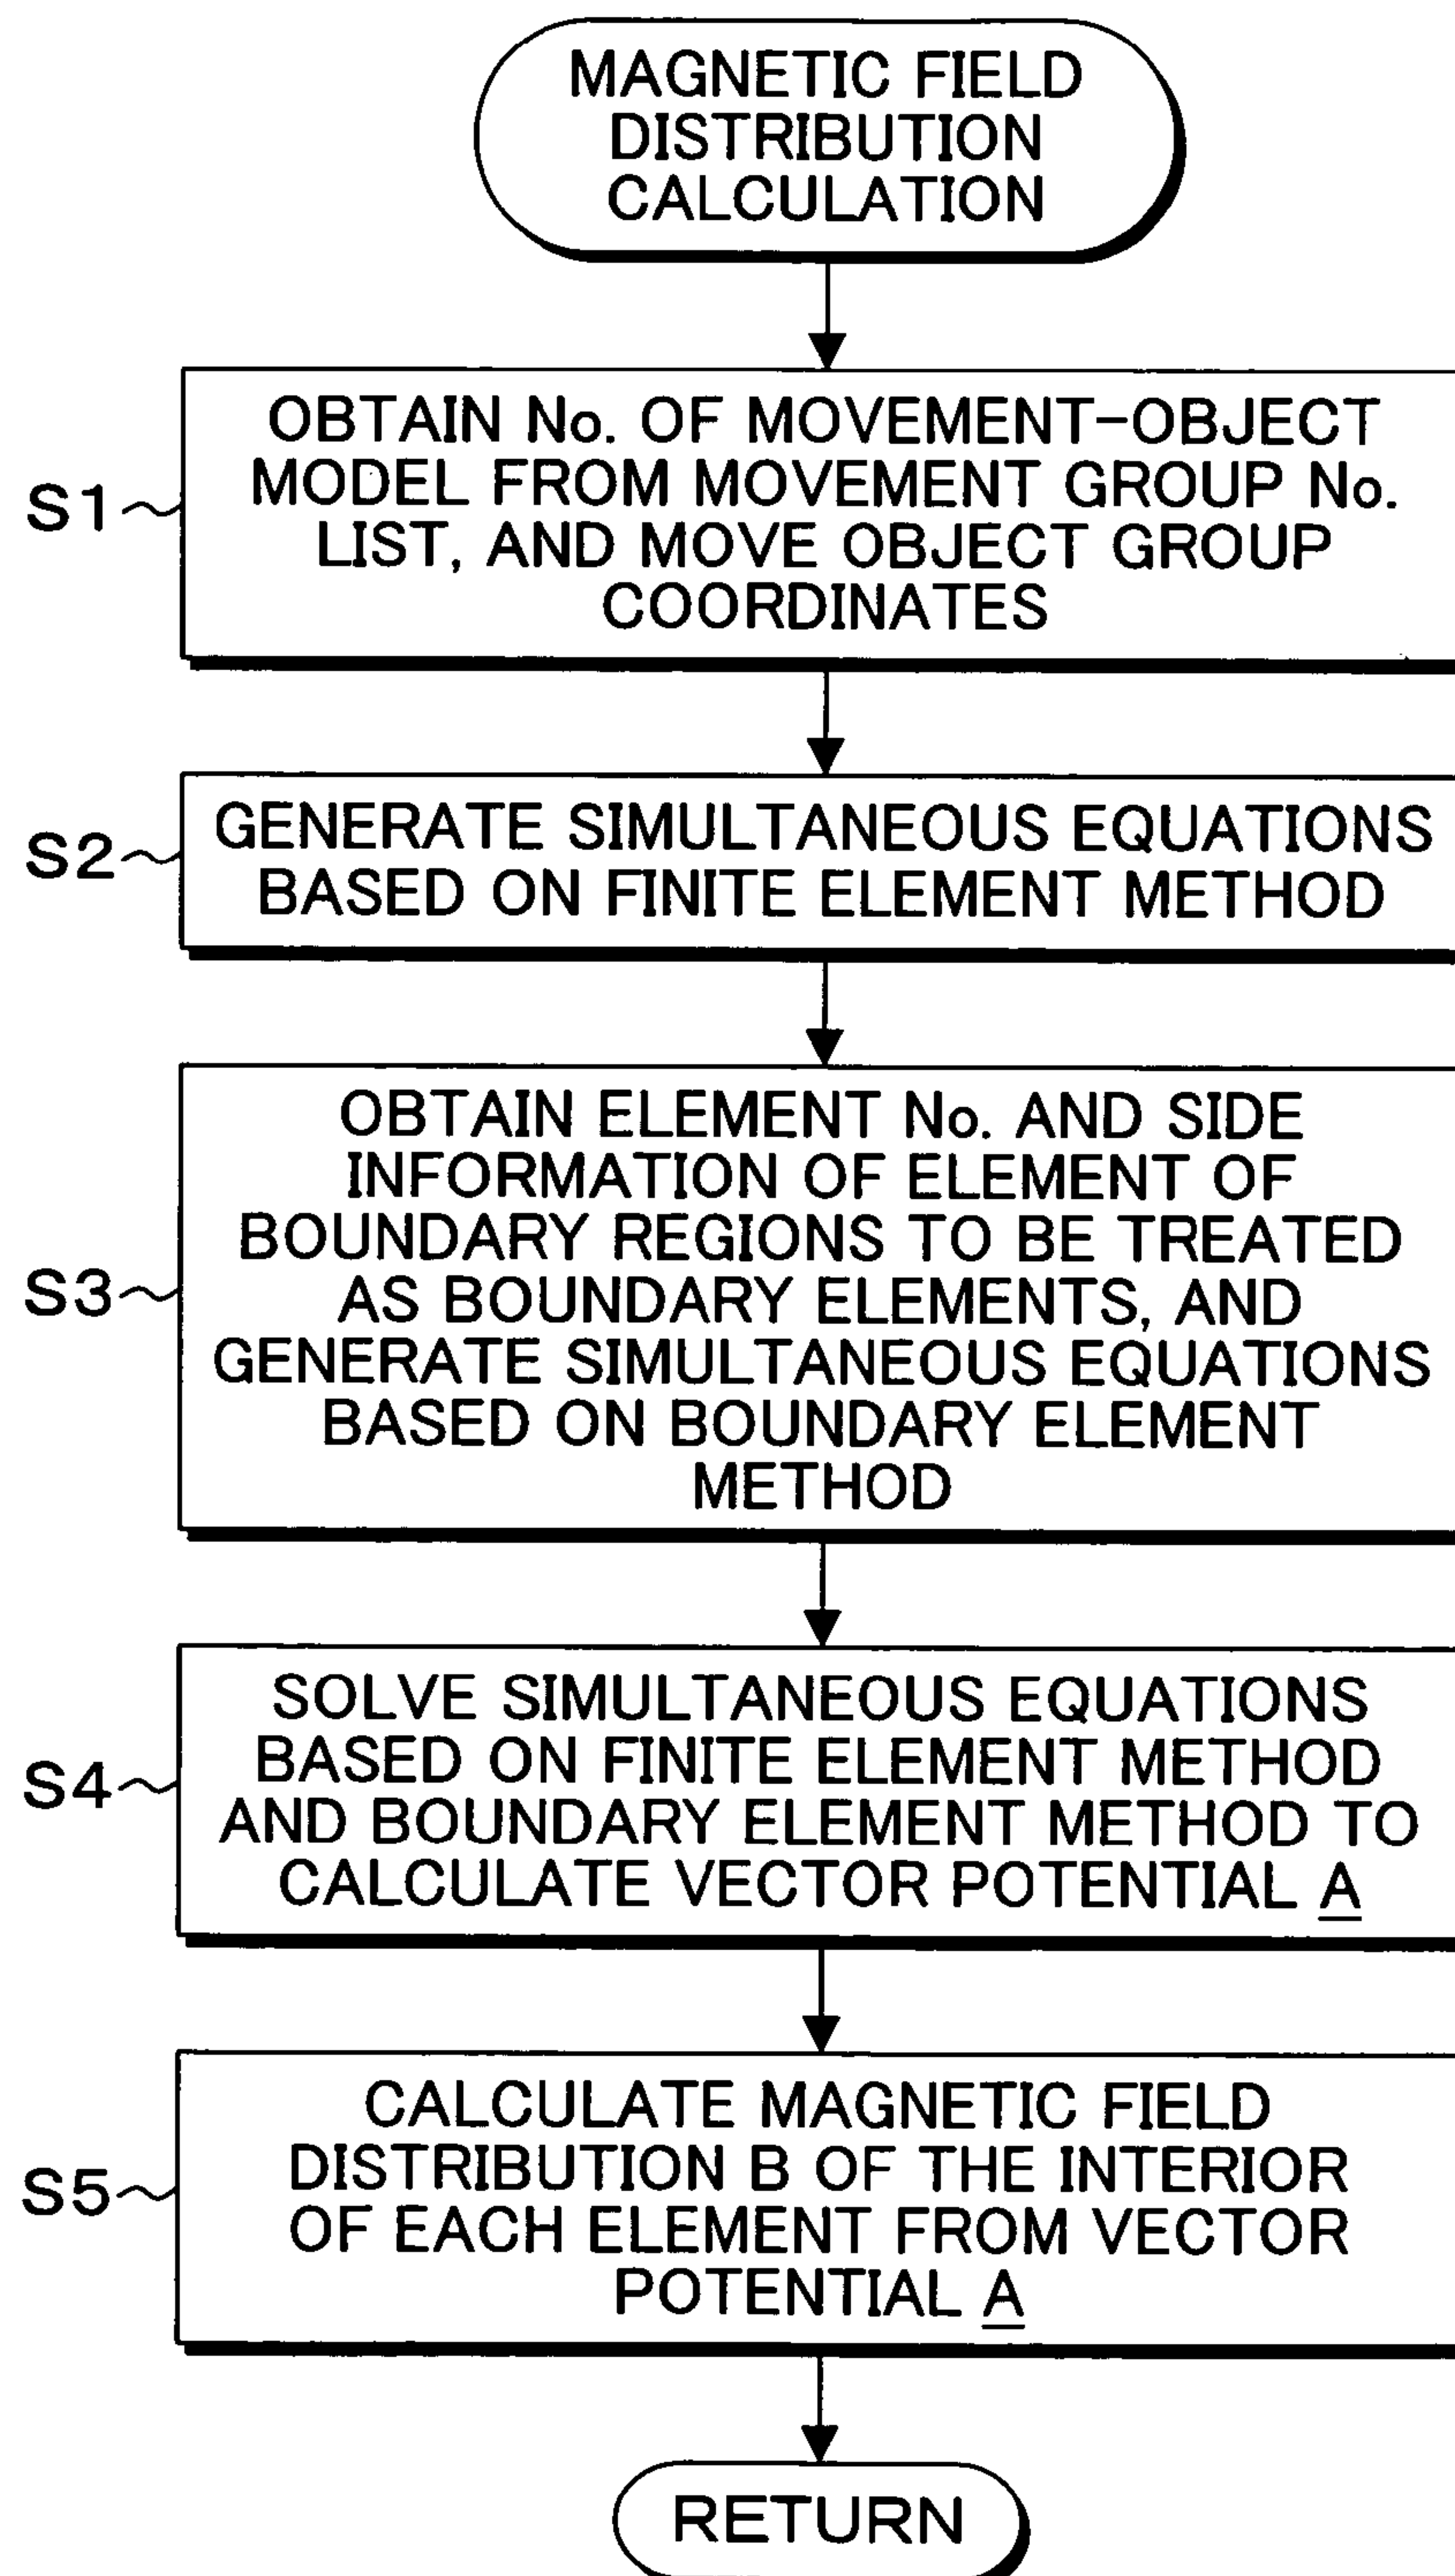 MAGNETIC FIELD
DISTRIBUTION
CALCULATION
S1
OBTAIN No. OF MOVEMENT-OBJECT
MODEL FROM MOVEMENT GROUP No.
LIST, AND MOVE OBJECT GROUP
COORDINATES
S2
GENERATE SIMULTANEOUS EQUATIONS
BASED ON FINITE ELEMENT METHOD
S3
OBTAIN ELEMENT No. AND SIDE
INFORMATION OF ELEMENT OF
BOUNDARY REGIONS TO BE TREATED
AS BOUNDARY ELEMENTS, AND
GENERATE SIMULTANEOUS EQUATIONS
BASED ON BOUNDARY ELEMENT
METHOD
S4
SOLVE SIMULTANEOUS EQUATIONS
BASED ON FINITE ELEMENT METHOD
AND BOUNDARY ELEMENT METHOD TO
CALCULATE VECTOR POTENTIAL A
S5
CALCULATE MAGNETIC FIELD
DISTRIBUTION B OF THE INTERIOR
OF EACH ELEMENT FROM VECTOR
POTENTIAL A
RETURN